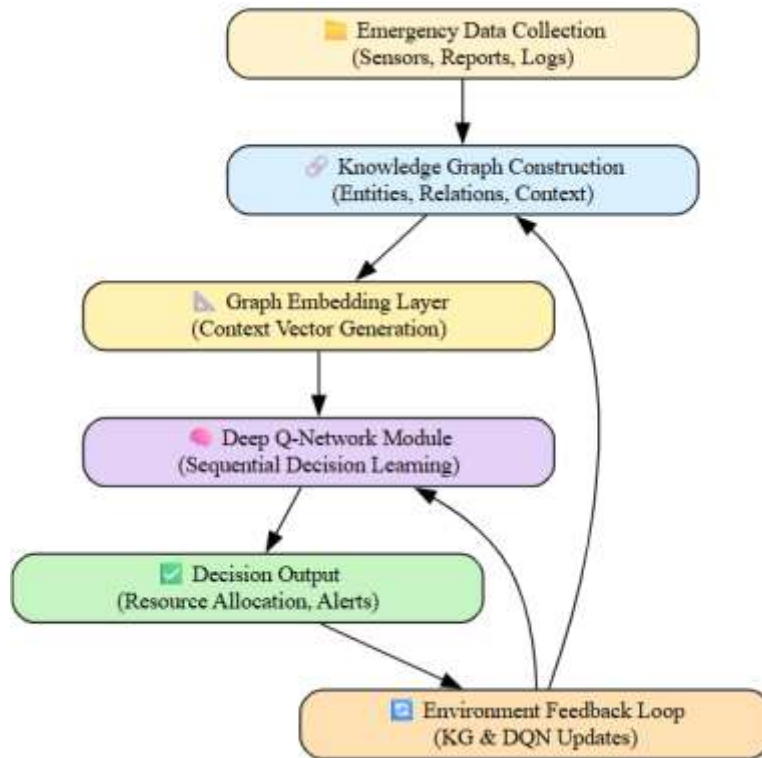 Emergency Data Collection
(Sensors, Reports, Logs)
Knowledge Graph Construction
(Entities, Relations, Context)
Graph Embedding Layer
(Context Vector Generation)
Deep Q-Network Module
(Sequential Decision Learning)
Decision Output
(Resource Allocation, Alerts)
Environment Feedback Loop
(KG & DQN Updates)